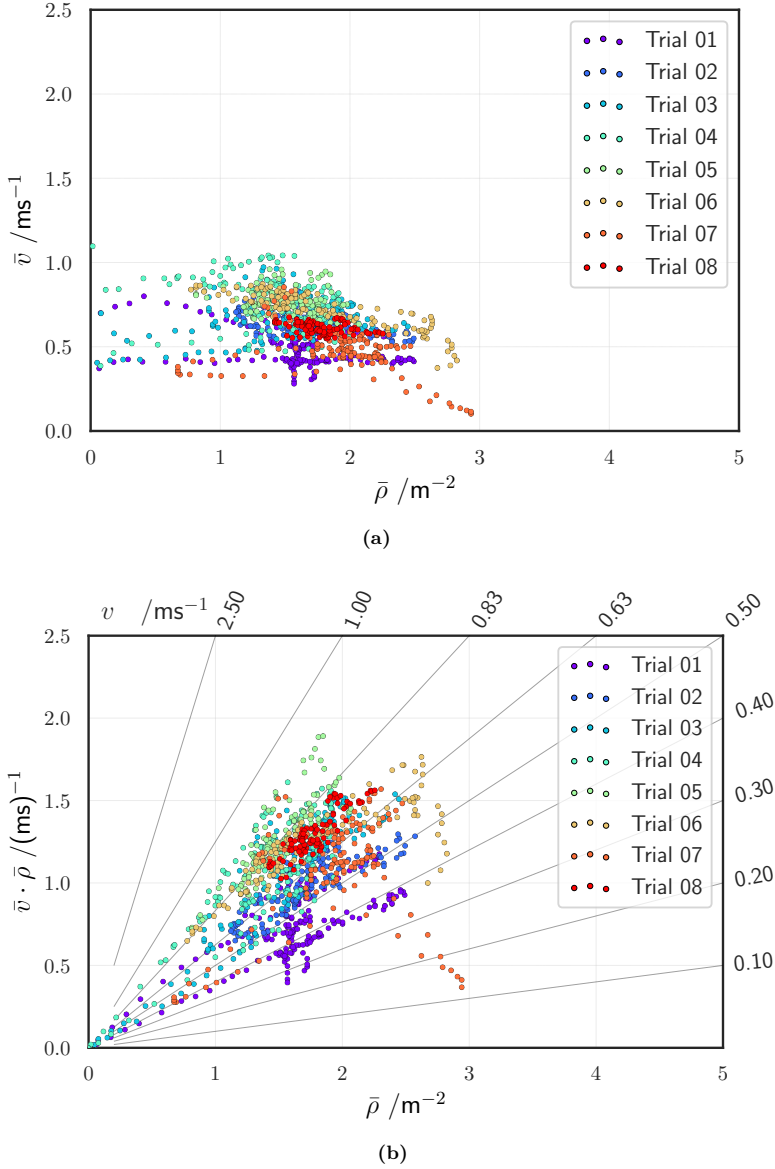 2.5
2.0
1.5
1.0
0.5
0.0
v̄ /ms⁻¹
Trial 01
Trial 02
Trial 03
Trial 04
Trial 05
Trial 06
Trial 07
Trial 08
0 1 2 3 4 5
ρ̄ /m⁻²
(a)
v /ms⁻¹ 2.50 1.00 0.83 0.63 0.50
0.40
0.30
0.20
0.10
2.5
2.0
1.5
1.0
0.5
0.0
v̄ · ρ̄ /(ms)⁻¹
Trial 01
Trial 02
Trial 03
Trial 04
Trial 05
Trial 06
Trial 07
Trial 08
0 1 2 3 4 5
ρ̄ /m⁻²
(b)